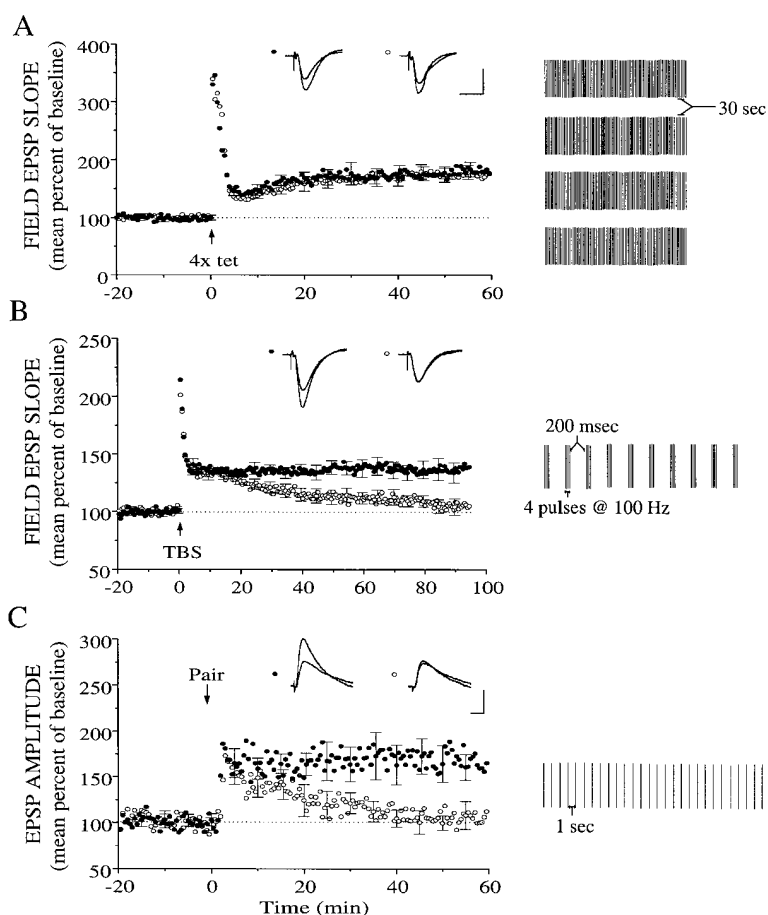 A
FIELD EPSP SLOPE
(mean percent of baseline)
400
300
200
100
0
4x tet
-20
0
20
40
60
30 sec
B
FIELD EPSP SLOPE
(mean percent of baseline)
250
200
150
100
50
TBS
-20
0
20
40
60
80
100
200 msec
4 pulses @ 100 Hz
C
EPSP AMPLITUDE
(mean percent of baseline)
300
250
200
150
100
50
Pair
-20
0
20
40
60
Time (min)
1 sec